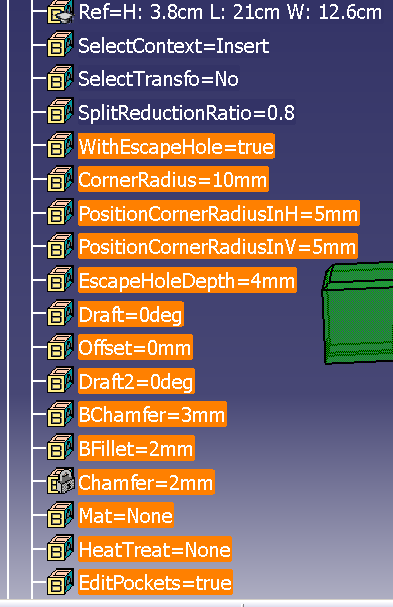 Ref=H: 3.8cm L: 21cm W: 12.6cm
SelectContext=Insert
SelectTransfo=No
SplitReductionRatio=0.8
WithEscapeHole=true
CornerRadius=10mm
PositionCornerRadiusInH=5mm
PositionCornerRadiusInV=5mm
EscapeHoleDepth=4mm
Draft=0deg
Offset=0mm
Draft2=0deg
BChamfer=3mm
BFillet=2mm
Chamfer=2mm
Mat=None
HeatTreat=None
EditPockets=true